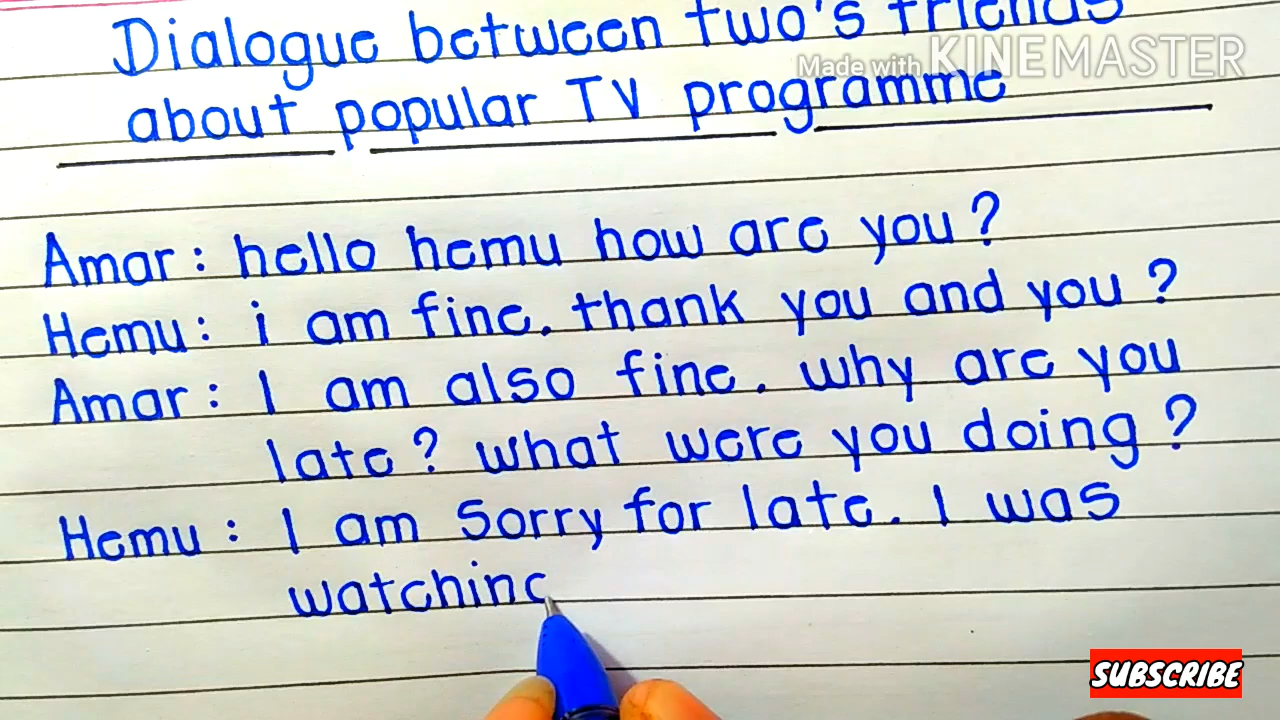 Dialogue between two's friends
Made with KINEMASTER
about popular TV programme
Amar: hello hemu how are you?
Hemu: i am fine. thank you and you?
Amar: I am also fine. why are you
late? what were you doing?
Hemu: I am sorry for late. I was
watchin
SUBSCRIBE